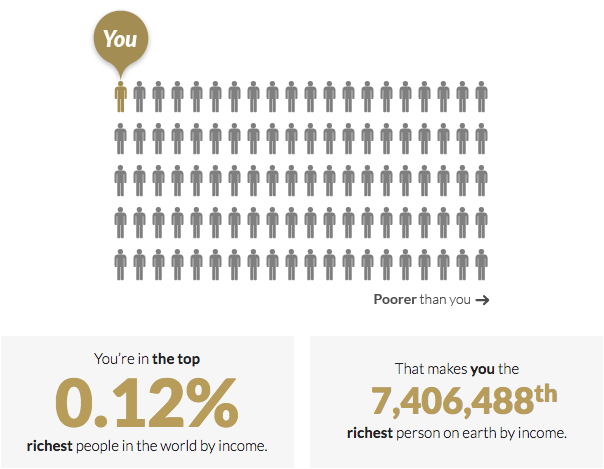 You
Poorer than you →
You're in the top
0.12%
richest people in the world by income.
That makes you the
7,406,488th
richest person on earth by income.